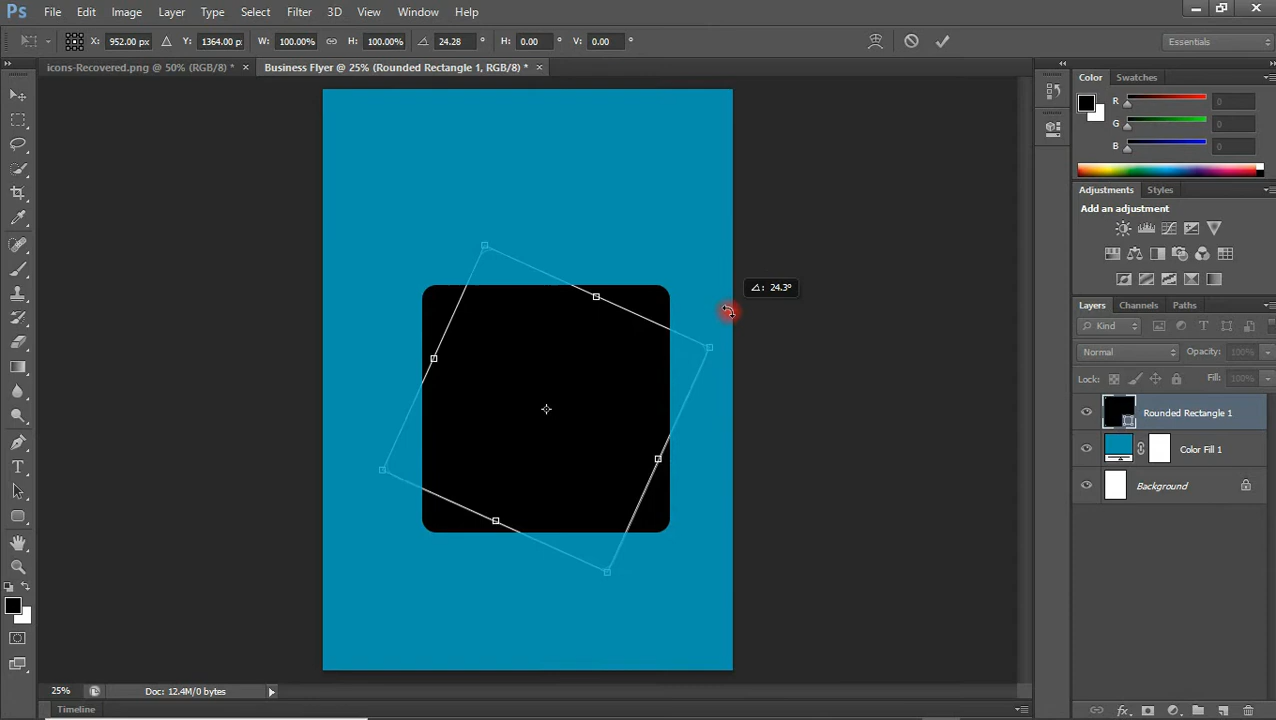 Ps File Edit Image Layer Type Select Filter 3D View Window Help
X: 952.00 px Y: 1364.00 px W: 100.00% H: 100.00% 24.28 ° H: 0.00 ° V: 0.00 ° Essentials
icons-Recovered.png @ 50% (RGB/8) * × Business Flyer @ 25% (Rounded Rectangle 1, RGB/8) * ×
Color Swatches
R 0
G 0
B 0
Adjustments Styles
Add an adjustment
24.3°
Layers Channels Paths
Kind
Normal Opacity: 100%
Lock: Fill: 100%
Rounded Rectangle 1
Color Fill 1
Background
25% Doc: 12.4M/0 bytes
Timeline